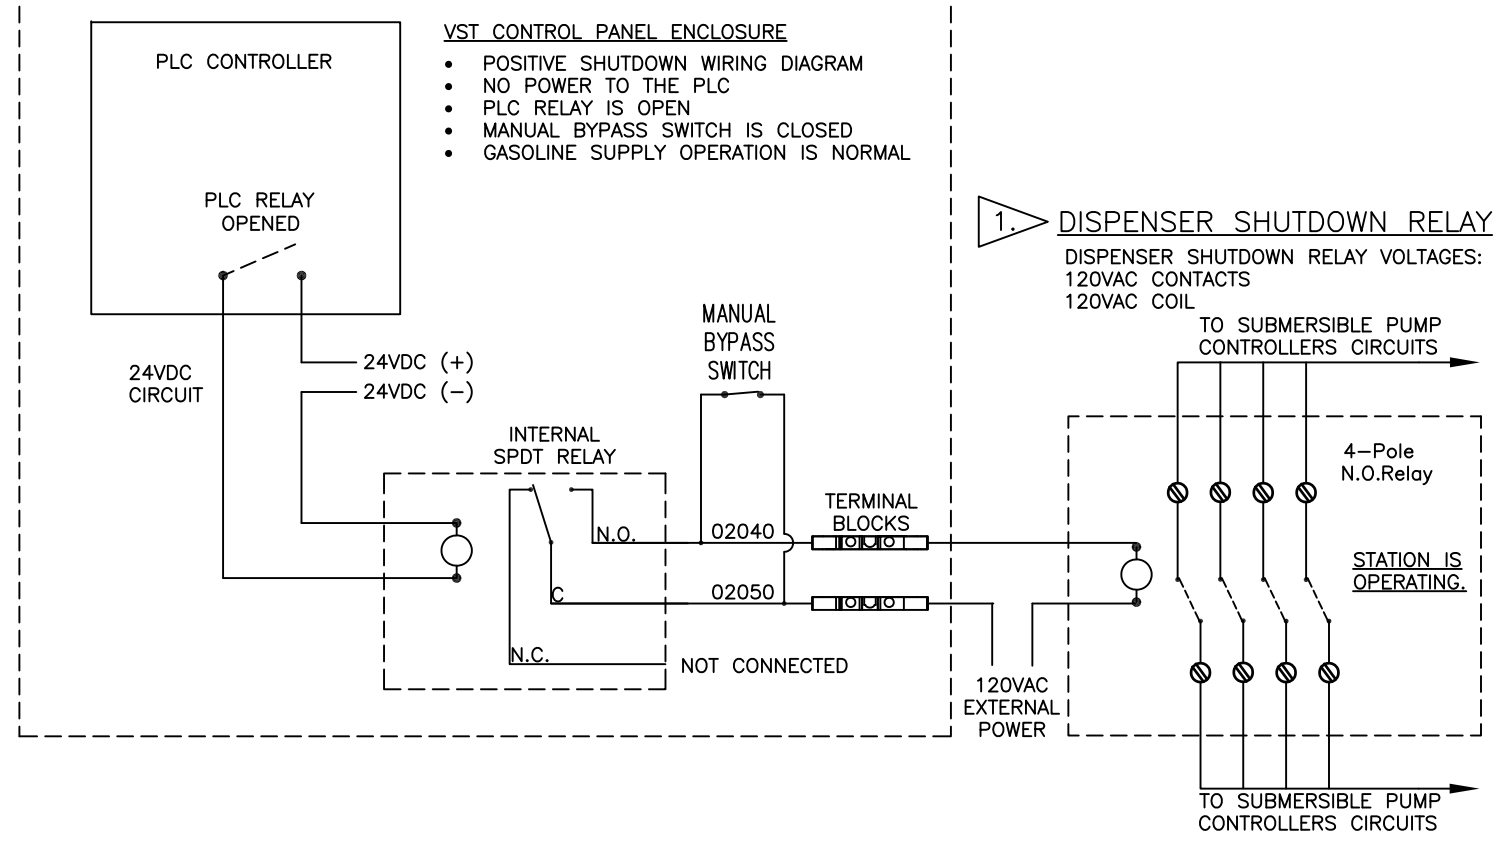 PLC CONTROLLER
VST CONTROL PANEL ENCLOSURE
• POSITIVE SHUTDOWN WIRING DIAGRAM
• NO POWER TO THE PLC
• PLC RELAY IS OPEN
• MANUAL BYPASS SWITCH IS CLOSED
• GASOLINE SUPPLY OPERATION IS NORMAL
PLC RELAY
OPENED
1.
DISPENSER SHUTDOWN RELAY
DISPENSER SHUTDOWN RELAY VOLTAGES:
120VAC CONTACTS
120VAC COIL
TO SUBMERSIBLE PUMP
CONTROLLERS CIRCUITS
MANUAL
BYPASS
SWITCH
24VDC (+)
24VDC (-)
24VDC
CIRCUIT
INTERNAL
SPDT RELAY
4-Pole
N.O.Relay
TERMINAL
BLOCKS
N.O.
02040
STATION IS
OPERATING.
C
02050
N.C.
NOT CONNECTED
120VAC
EXTERNAL
POWER
TO SUBMERSIBLE PUMP
CONTROLLERS CIRCUITS